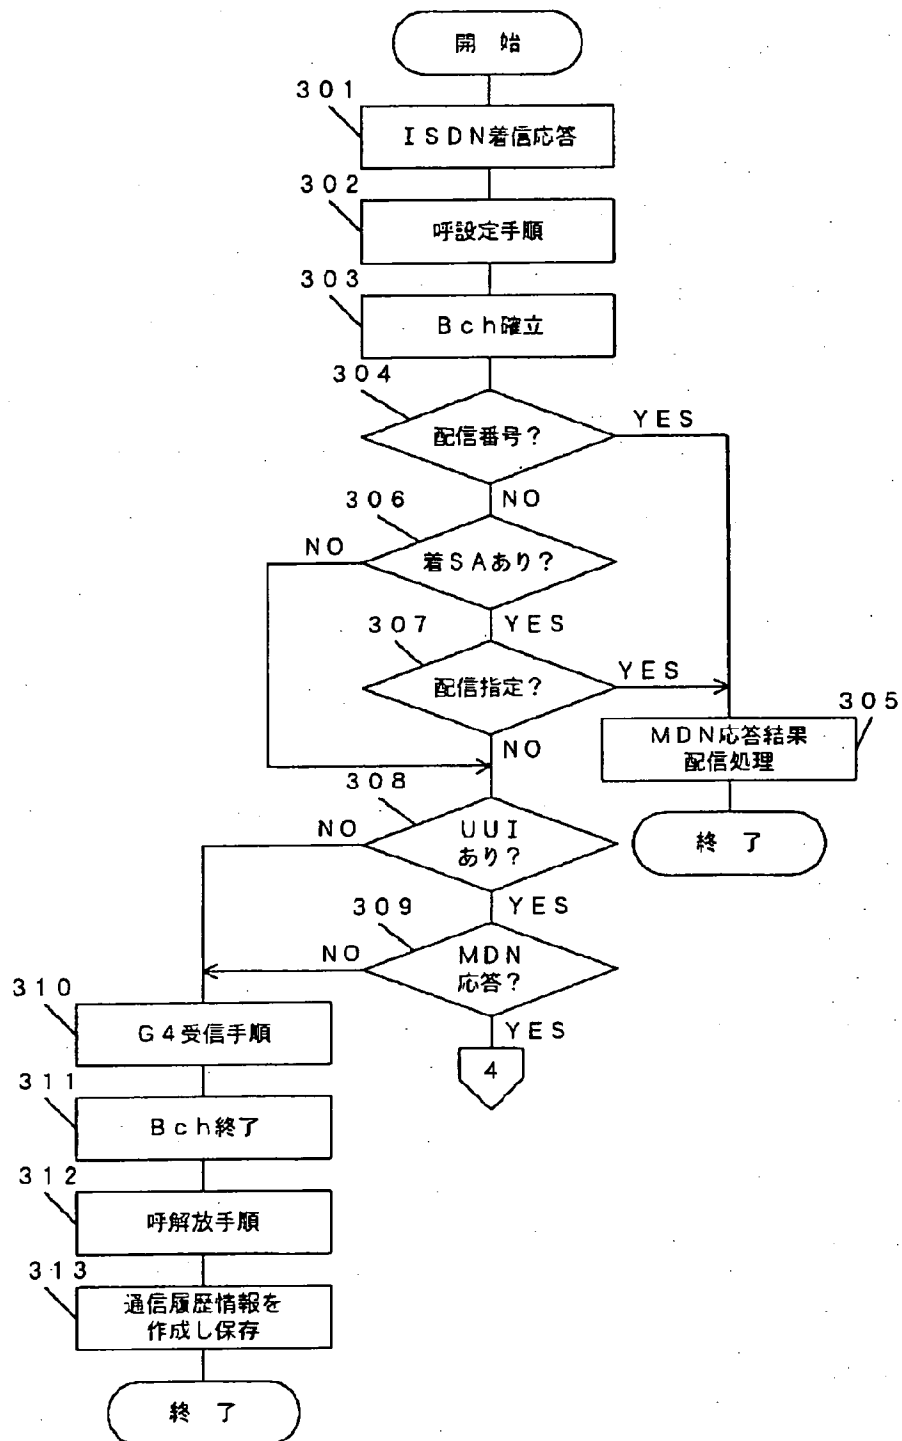 開 始
301
ISDN着信応答
302
呼設定手順
303
Bch確立
304
配信番号?
YES
NO
306
着SAあり?
NO
YES
307
配信指定?
YES
NO
305
MDN応答結果
配信処理
終 了
308
UUI
あり?
NO
YES
309
MDN
応答?
NO
YES
4
310
G4受信手順
311
Bch終了
312
呼解放手順
313
通信履歴情報を
作成し保存
終 了